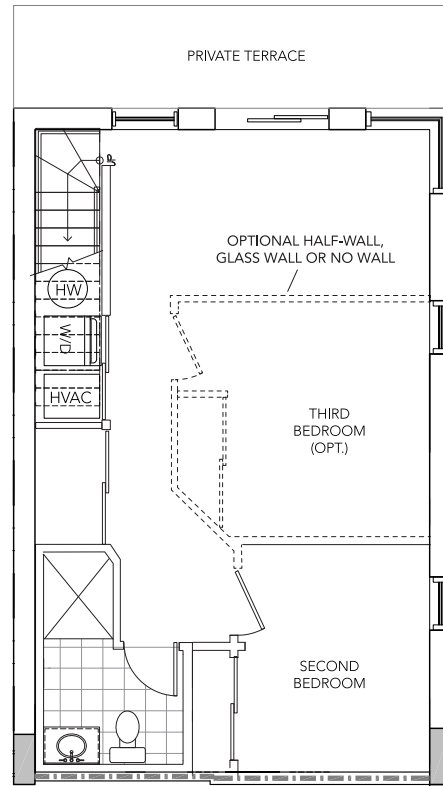 PRIVATE TERRACE
OPTIONAL HALF-WALL,
GLASS WALL OR NO WALL
HW
W/D
HVAC
THIRD
BEDROOM
(OPT.)
SECOND
BEDROOM